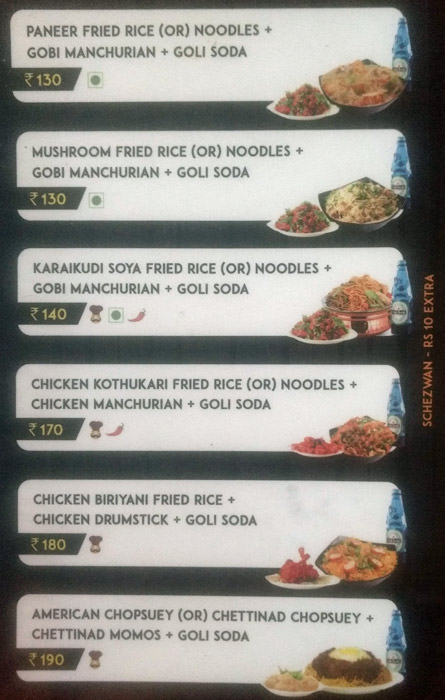 PANEER FRIED RICE (OR) NOODLES +
GOBI MANCHURIAN + GOLI SODA
₹130
MUSHROOM FRIED RICE (OR) NOODLES +
GOBI MANCHURIAN + GOLI SODA
₹130
KARAIKUDI SOYA FRIED RICE (OR) NOODLES +
GOBI MANCHURIAN + GOLI SODA
₹140
CHICKEN KOTHUKARI FRIED RICE (OR) NOODLES +
CHICKEN MANCHURIAN + GOLI SODA
₹170
CHICKEN BIRIYANI FRIED RICE +
CHICKEN DRUMSTICK + GOLI SODA
₹180
AMERICAN CHOPSUEY (OR) CHETTINAD CHOPSUEY +
CHETTINAD MOMOS + GOLI SODA
₹190
SCHEZWAN - RS 10 EXTRA